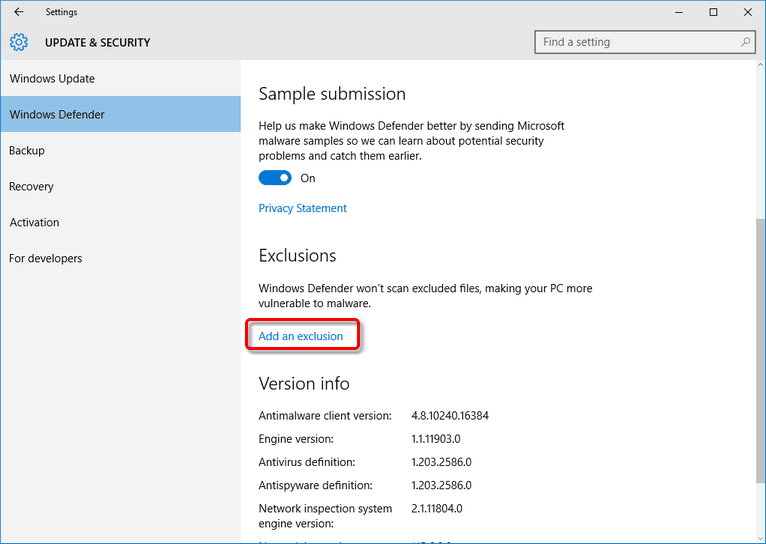 Settings
UPDATE & SECURITY
Find a setting
Windows Update
Windows Defender
Backup
Recovery
Activation
For developers
Sample submission
Help us make Windows Defender better by sending Microsoft
malware samples so we can learn about potential security
problems and catch them earlier.
On
Privacy Statement
Exclusions
Windows Defender won't scan excluded files, making your PC more
vulnerable to malware.
Add an exclusion
Version info
Antimalware client version: 4.8.10240.16384
Engine version: 1.1.11903.0
Antivirus definition: 1.203.2586.0
Antispyware definition: 1.203.2586.0
Network inspection system 2.1.11804.0
engine version: